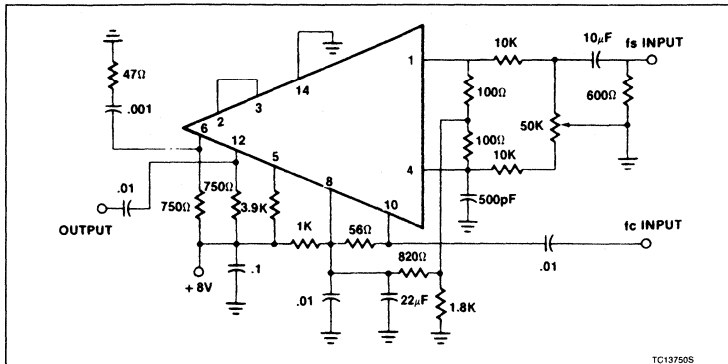 10µF
fs INPUT
10K
1
14
47Ω
3
100Ω
600Ω
.001
2
50K
6
100Ω
12
10K
5
4
.01
8
500pF
750Ω
750Ω
3.9K
10
OUTPUT
1K
56Ω
fc INPUT
820Ω
.01
.1
+ 8V
.01
22µF
1.8K
TC13750S